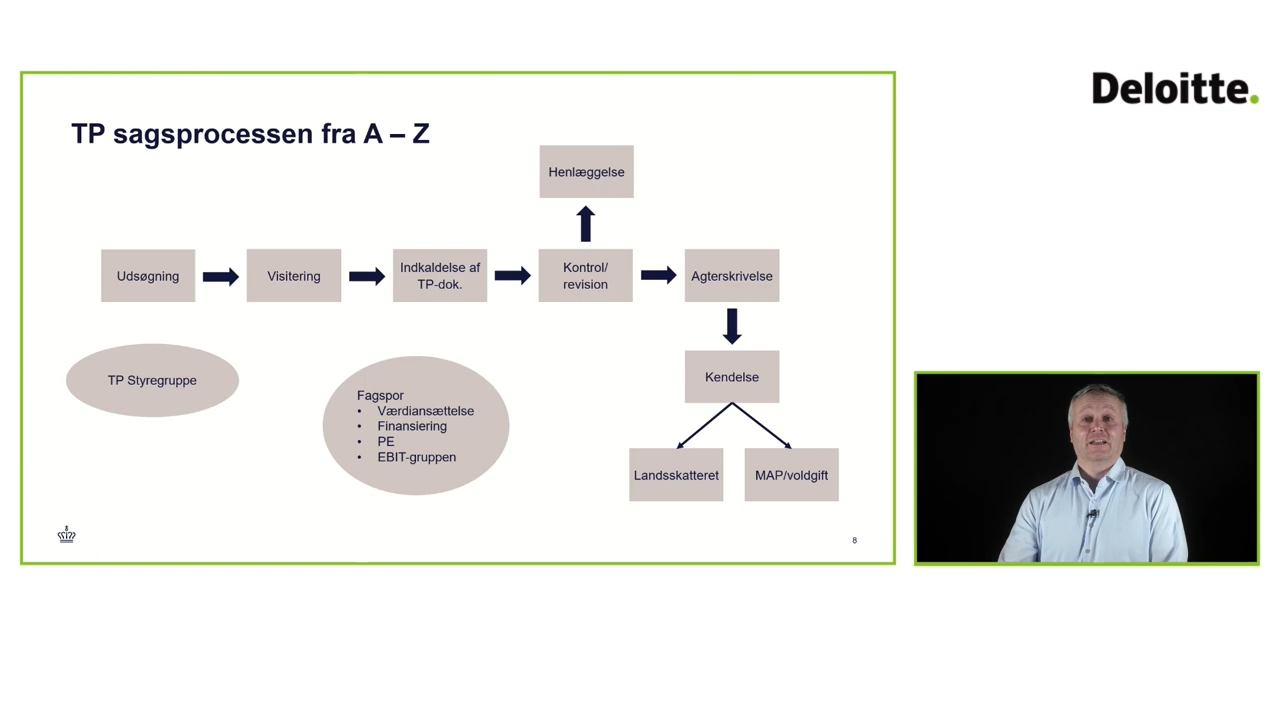 Deloitte.
TP sagsprocessen fra A – Z
Henlæggelse
Udsøgning
Visitering
Indkaldelse af
TP-dok.
Kontrol/
revision
Agterskrivelse
TP Styregruppe
Fagspor
• Værdiansættelse
• Finansiering
• PE
• EBIT-gruppen
Kendelse
Landsskatteret
MAP/voldgift
8